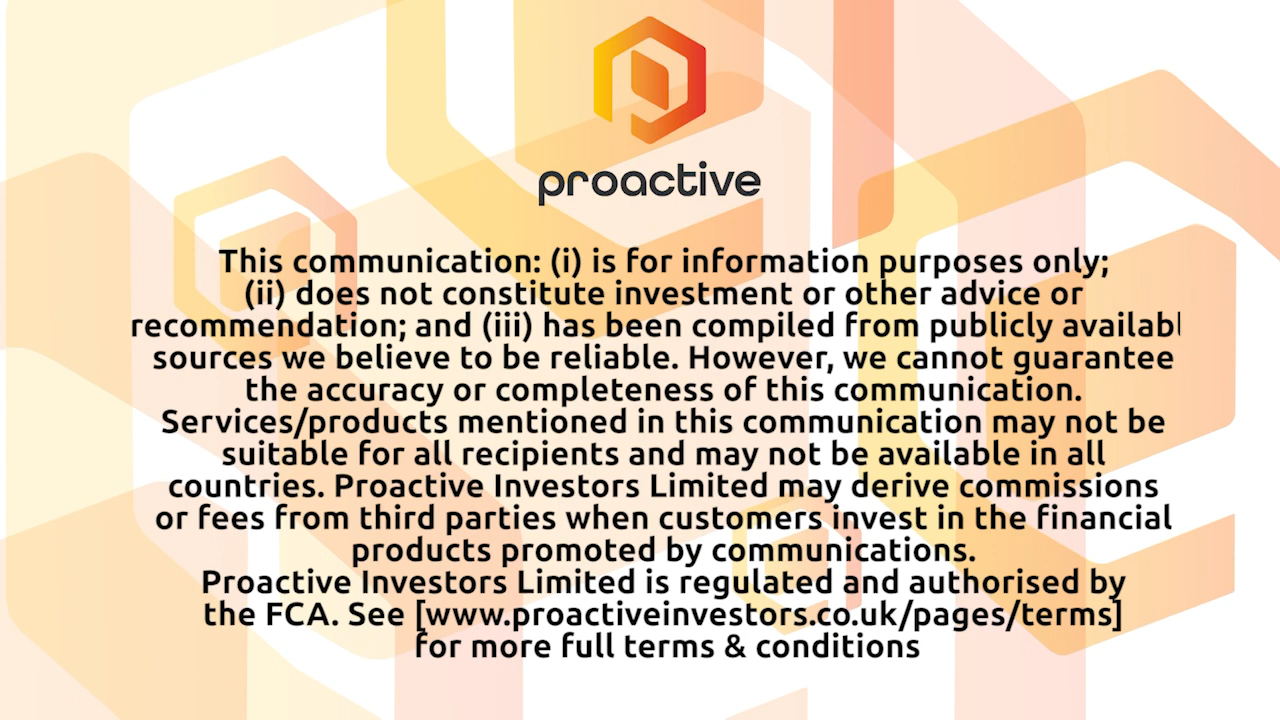 proactive
This communication: (i) is for information purposes only;
(ii) does not constitute investment or other advice or
recommendation; and (iii) has been compiled from publicly availabl
sources we believe to be reliable. However, we cannot guarantee
the accuracy or completeness of this communication.
Services/products mentioned in this communication may not be
suitable for all recipients and may not be available in all
countries. Proactive Investors Limited may derive commissions
or fees from third parties when customers invest in the financial
products promoted by communications.
Proactive Investors Limited is regulated and authorised by
the FCA. See [www.proactiveinvestors.co.uk/pages/terms]
for more full terms & conditions